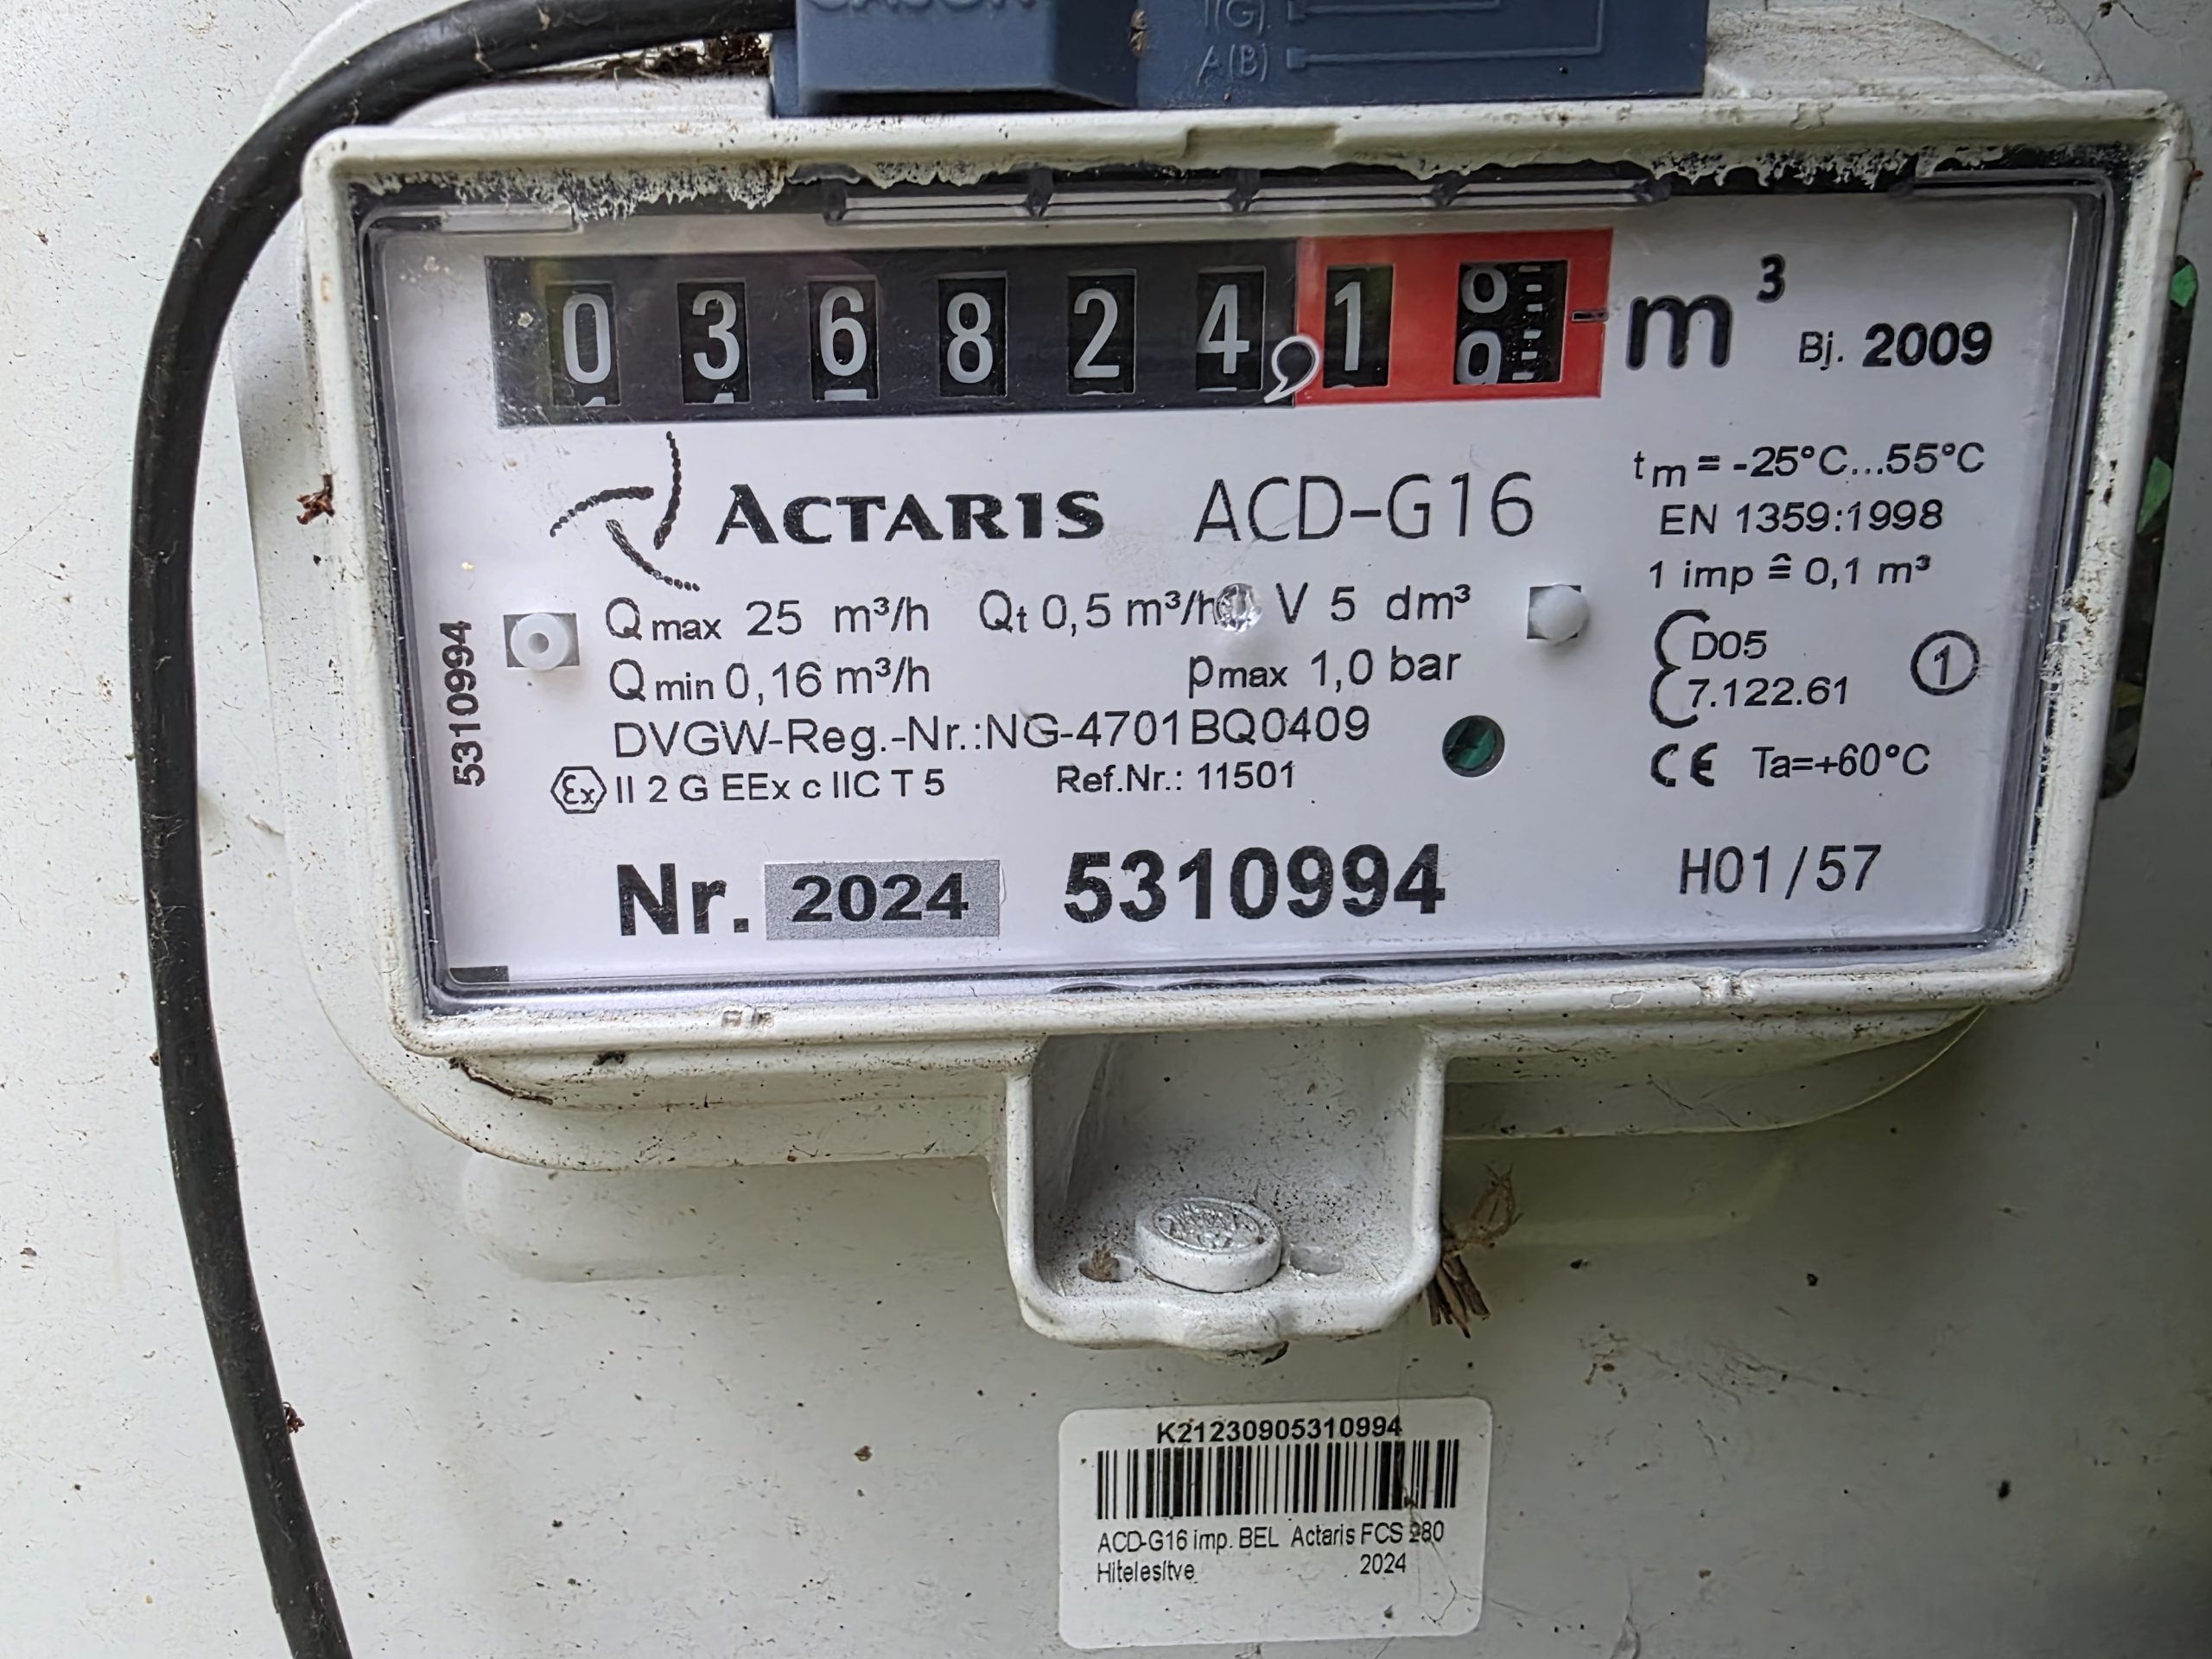 I(G).
A(B)
036824,1 m³ Bj. 2009
tm = -25°C...55°C
ACTARIS ACD-G16
EN 1359:1998
1 imp ≙ 0,1 m³
Qmax 25 m³/h Qt 0,5 m³/h V 5 dm³
D05
Qmin 0,16 m³/h pmax 1,0 bar
7.122.61
1
DVGW-Reg.-Nr.:NG-4701BQ0409
CE Ta=+60°C
Ex II 2 G EEx c IIC T 5 Ref.Nr.: 11501
5310994
Nr. 2024 5310994 H01/57
K21230905310994
ACD-G16 imp. BEL Actaris FCS 280
Hitelesítve 2024